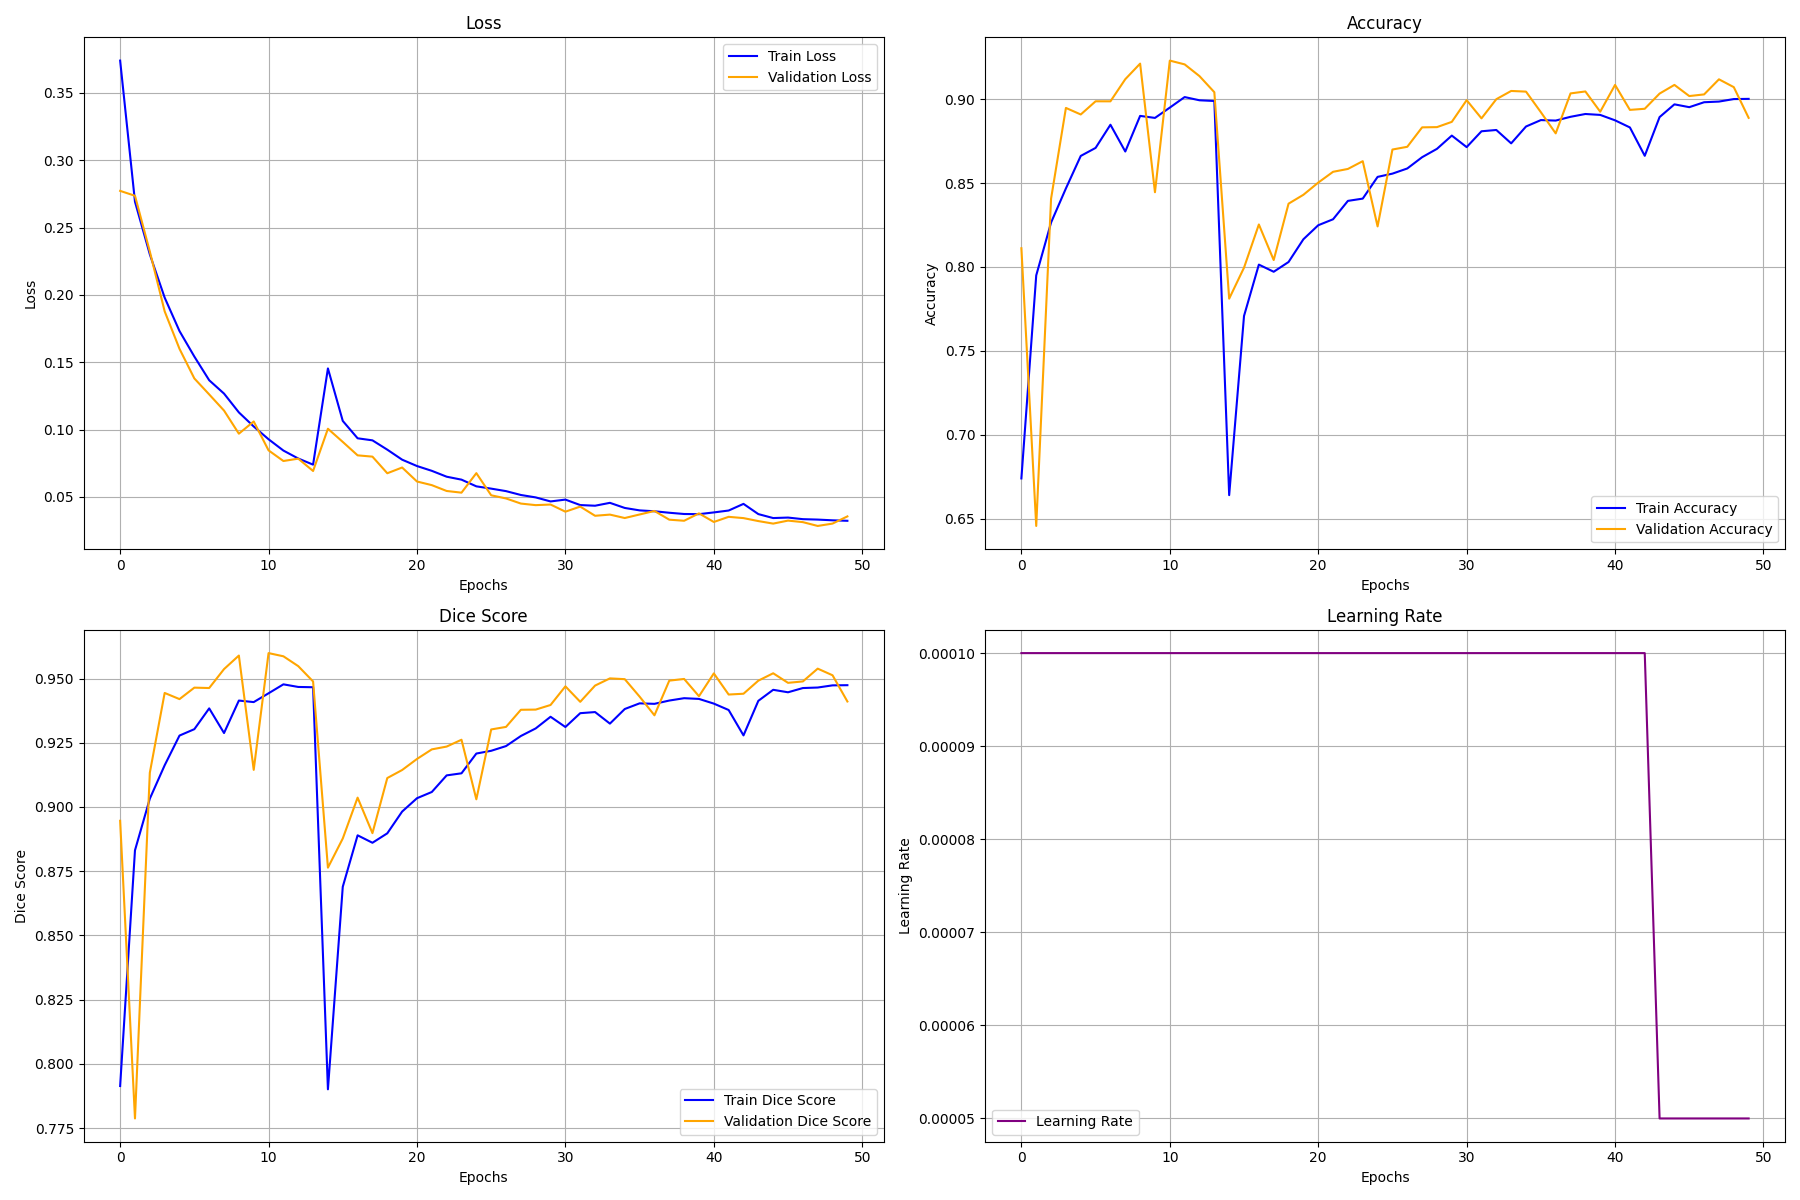 Loss
Train Loss
Validation Loss
0.35
0.30
0.25
0.20
0.15
0.10
0.05
Loss
0 10 20 30 40 50
Epochs
Accuracy
0.90
0.85
0.80
0.75
0.70
0.65
Accuracy
Train Accuracy
Validation Accuracy
0 10 20 30 40 50
Epochs
Dice Score
0.950
0.925
0.900
0.875
0.850
0.825
0.800
0.775
Dice Score
Train Dice Score
Validation Dice Score
0 10 20 30 40 50
Epochs
Learning Rate
0.00010
0.00009
0.00008
0.00007
0.00006
0.00005
Learning Rate
Learning Rate
0 10 20 30 40 50
Epochs